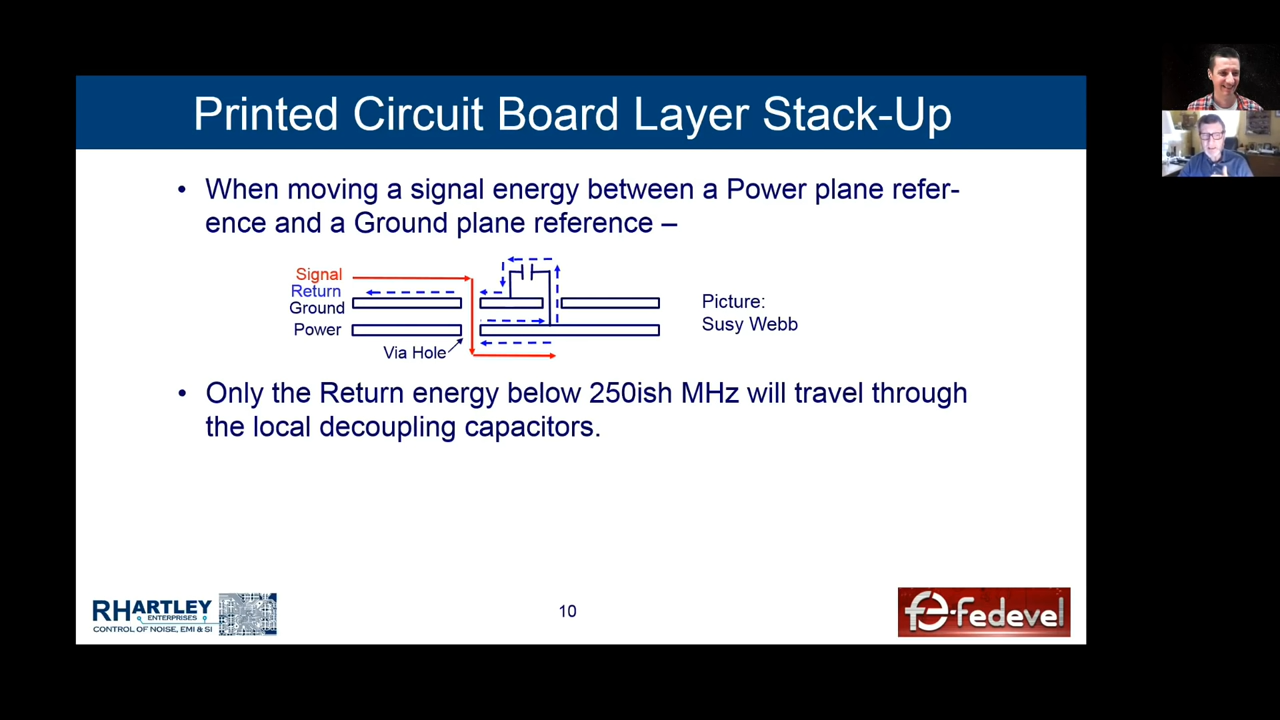 Printed Circuit Board Layer Stack-Up
• When moving a signal energy between a Power plane refer-
ence and a Ground plane reference –
Signal
Return
Ground
Power
Via Hole
Picture:
Susy Webb
• Only the Return energy below 250ish MHz will travel through
the local decoupling capacitors.
RHARTLEY
ENTERPRISES
CONTROL OF NOISE, EMI & SI
10
fedevel